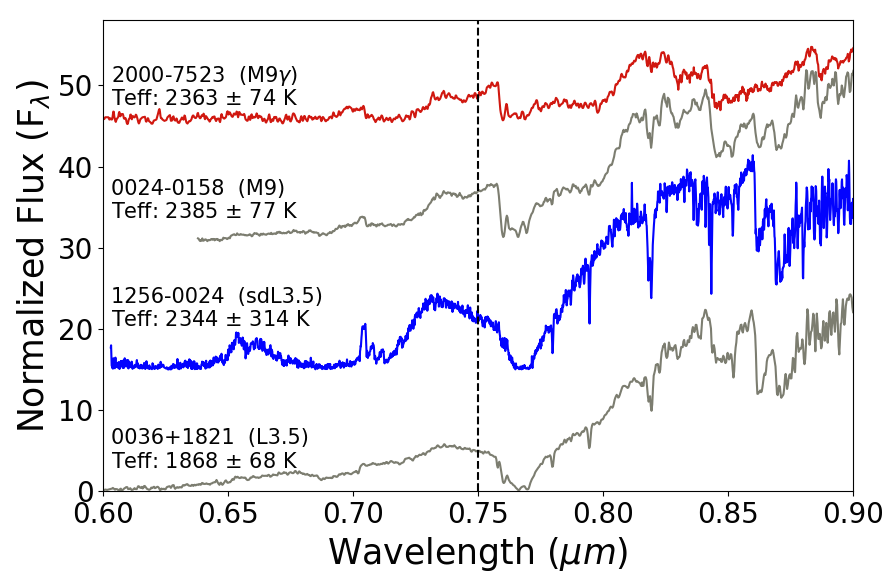 2000-7523 (M9γ)
Teff: 2363 ± 74 K
0024-0158 (M9)
Teff: 2385 ± 77 K
1256-0024 (sdL3.5)
Teff: 2344 ± 314 K
0036+1821 (L3.5)
Teff: 1868 ± 68 K
50
40
30
20
10
0
Normalized Flux (Fλ)
0.60 0.65 0.70 0.75 0.80 0.85 0.90
Wavelength (μm)